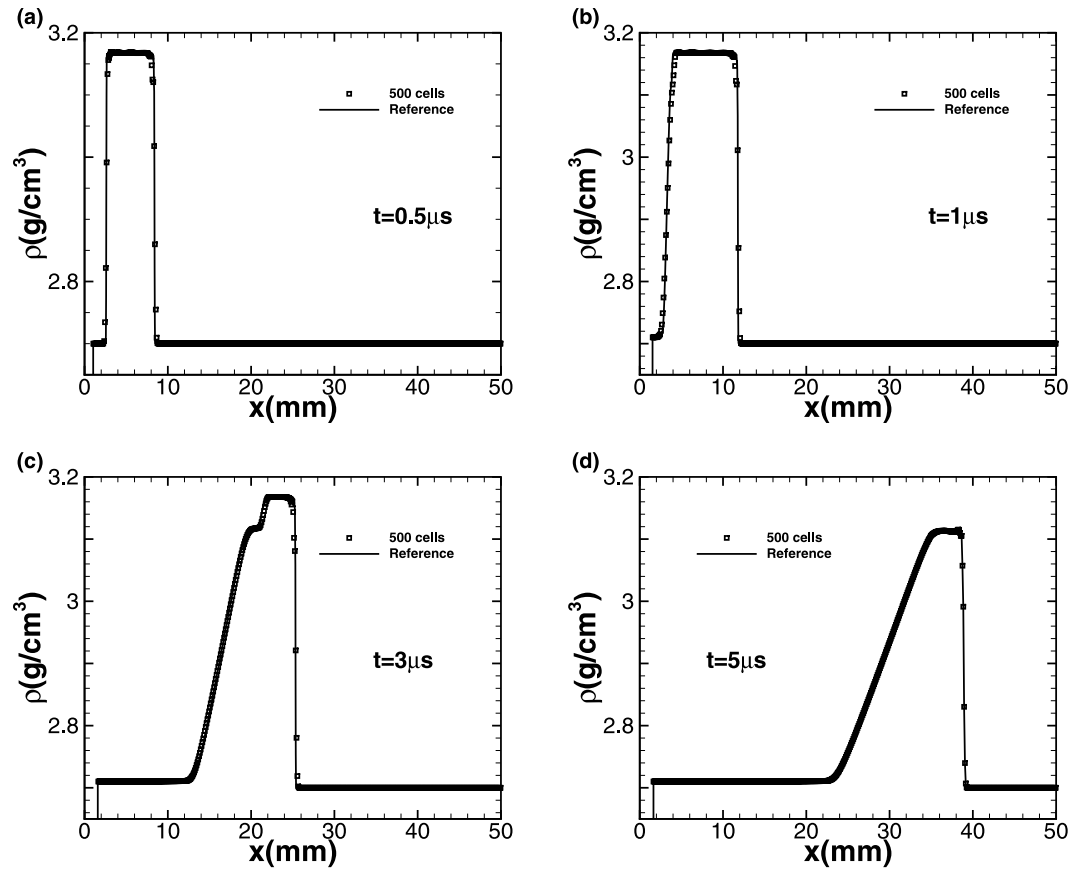 (a)
3.2
3
2.8
ρ(g/cm³)
500 cells
Reference
t=0.5μs
0 10 20 30 40 50
x(mm)
(b)
3.2
3
2.8
ρ(g/cm³)
500 cells
Reference
t=1μs
0 10 20 30 40 50
x(mm)
(c)
3.2
3
2.8
ρ(g/cm³)
500 cells
Reference
t=3μs
0 10 20 30 40 50
x(mm)
(d)
3.2
3
2.8
ρ(g/cm³)
500 cells
Reference
t=5μs
0 10 20 30 40 50
x(mm)